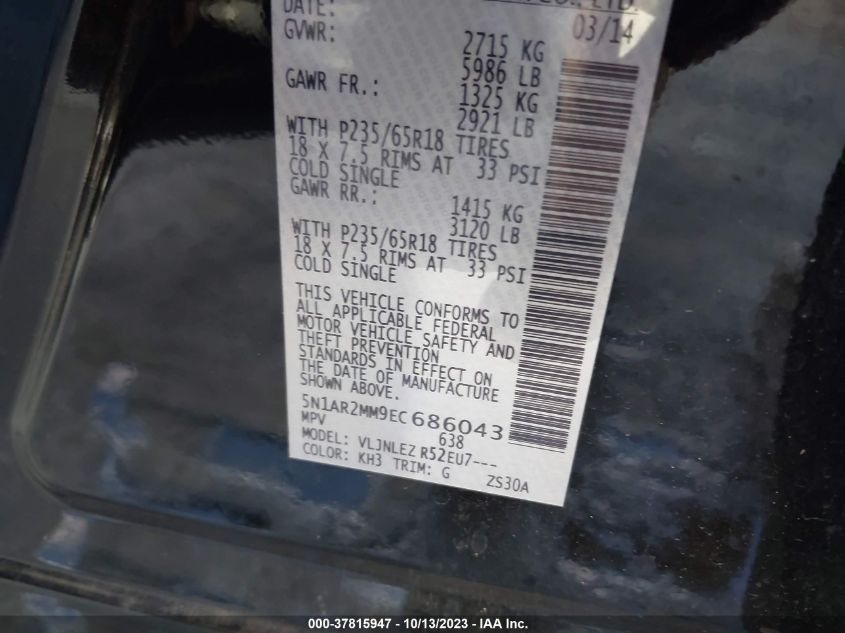 CO., LTD.
DATE: 03/14
GVWR: 2715 KG
5986 LB
GAWR FR.: 1325 KG
2921 LB
WITH P235/65R18 TIRES
18 X 7.5 RIMS AT 33 PSI
COLD SINGLE
GAWR RR.: 1415 KG
3120 LB
WITH P235/65R18 TIRES
18 X 7.5 RIMS AT 33 PSI
COLD SINGLE
THIS VEHICLE CONFORMS TO
ALL APPLICABLE FEDERAL
MOTOR VEHICLE SAFETY AND
THEFT PREVENTION
STANDARDS IN EFFECT ON
THE DATE OF MANUFACTURE
SHOWN ABOVE.
5N1AR2MM9EC686043
MPV 638
MODEL: VLJNLEZ R52EU7---
COLOR: KH3 TRIM: G ZS30A
000-37815947 - 10/13/2023 - IAA Inc.